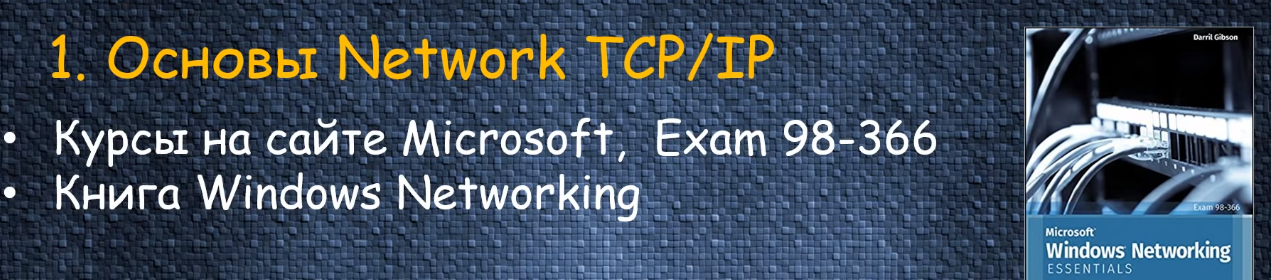 1. Основы Network TCP/IP
• Курсы на сайте Microsoft, Exam 98-366
• Книга Windows Networking
Darril Gibson
Exam 98-366
Microsoft®
Windows® Networking
ESSENTIALS